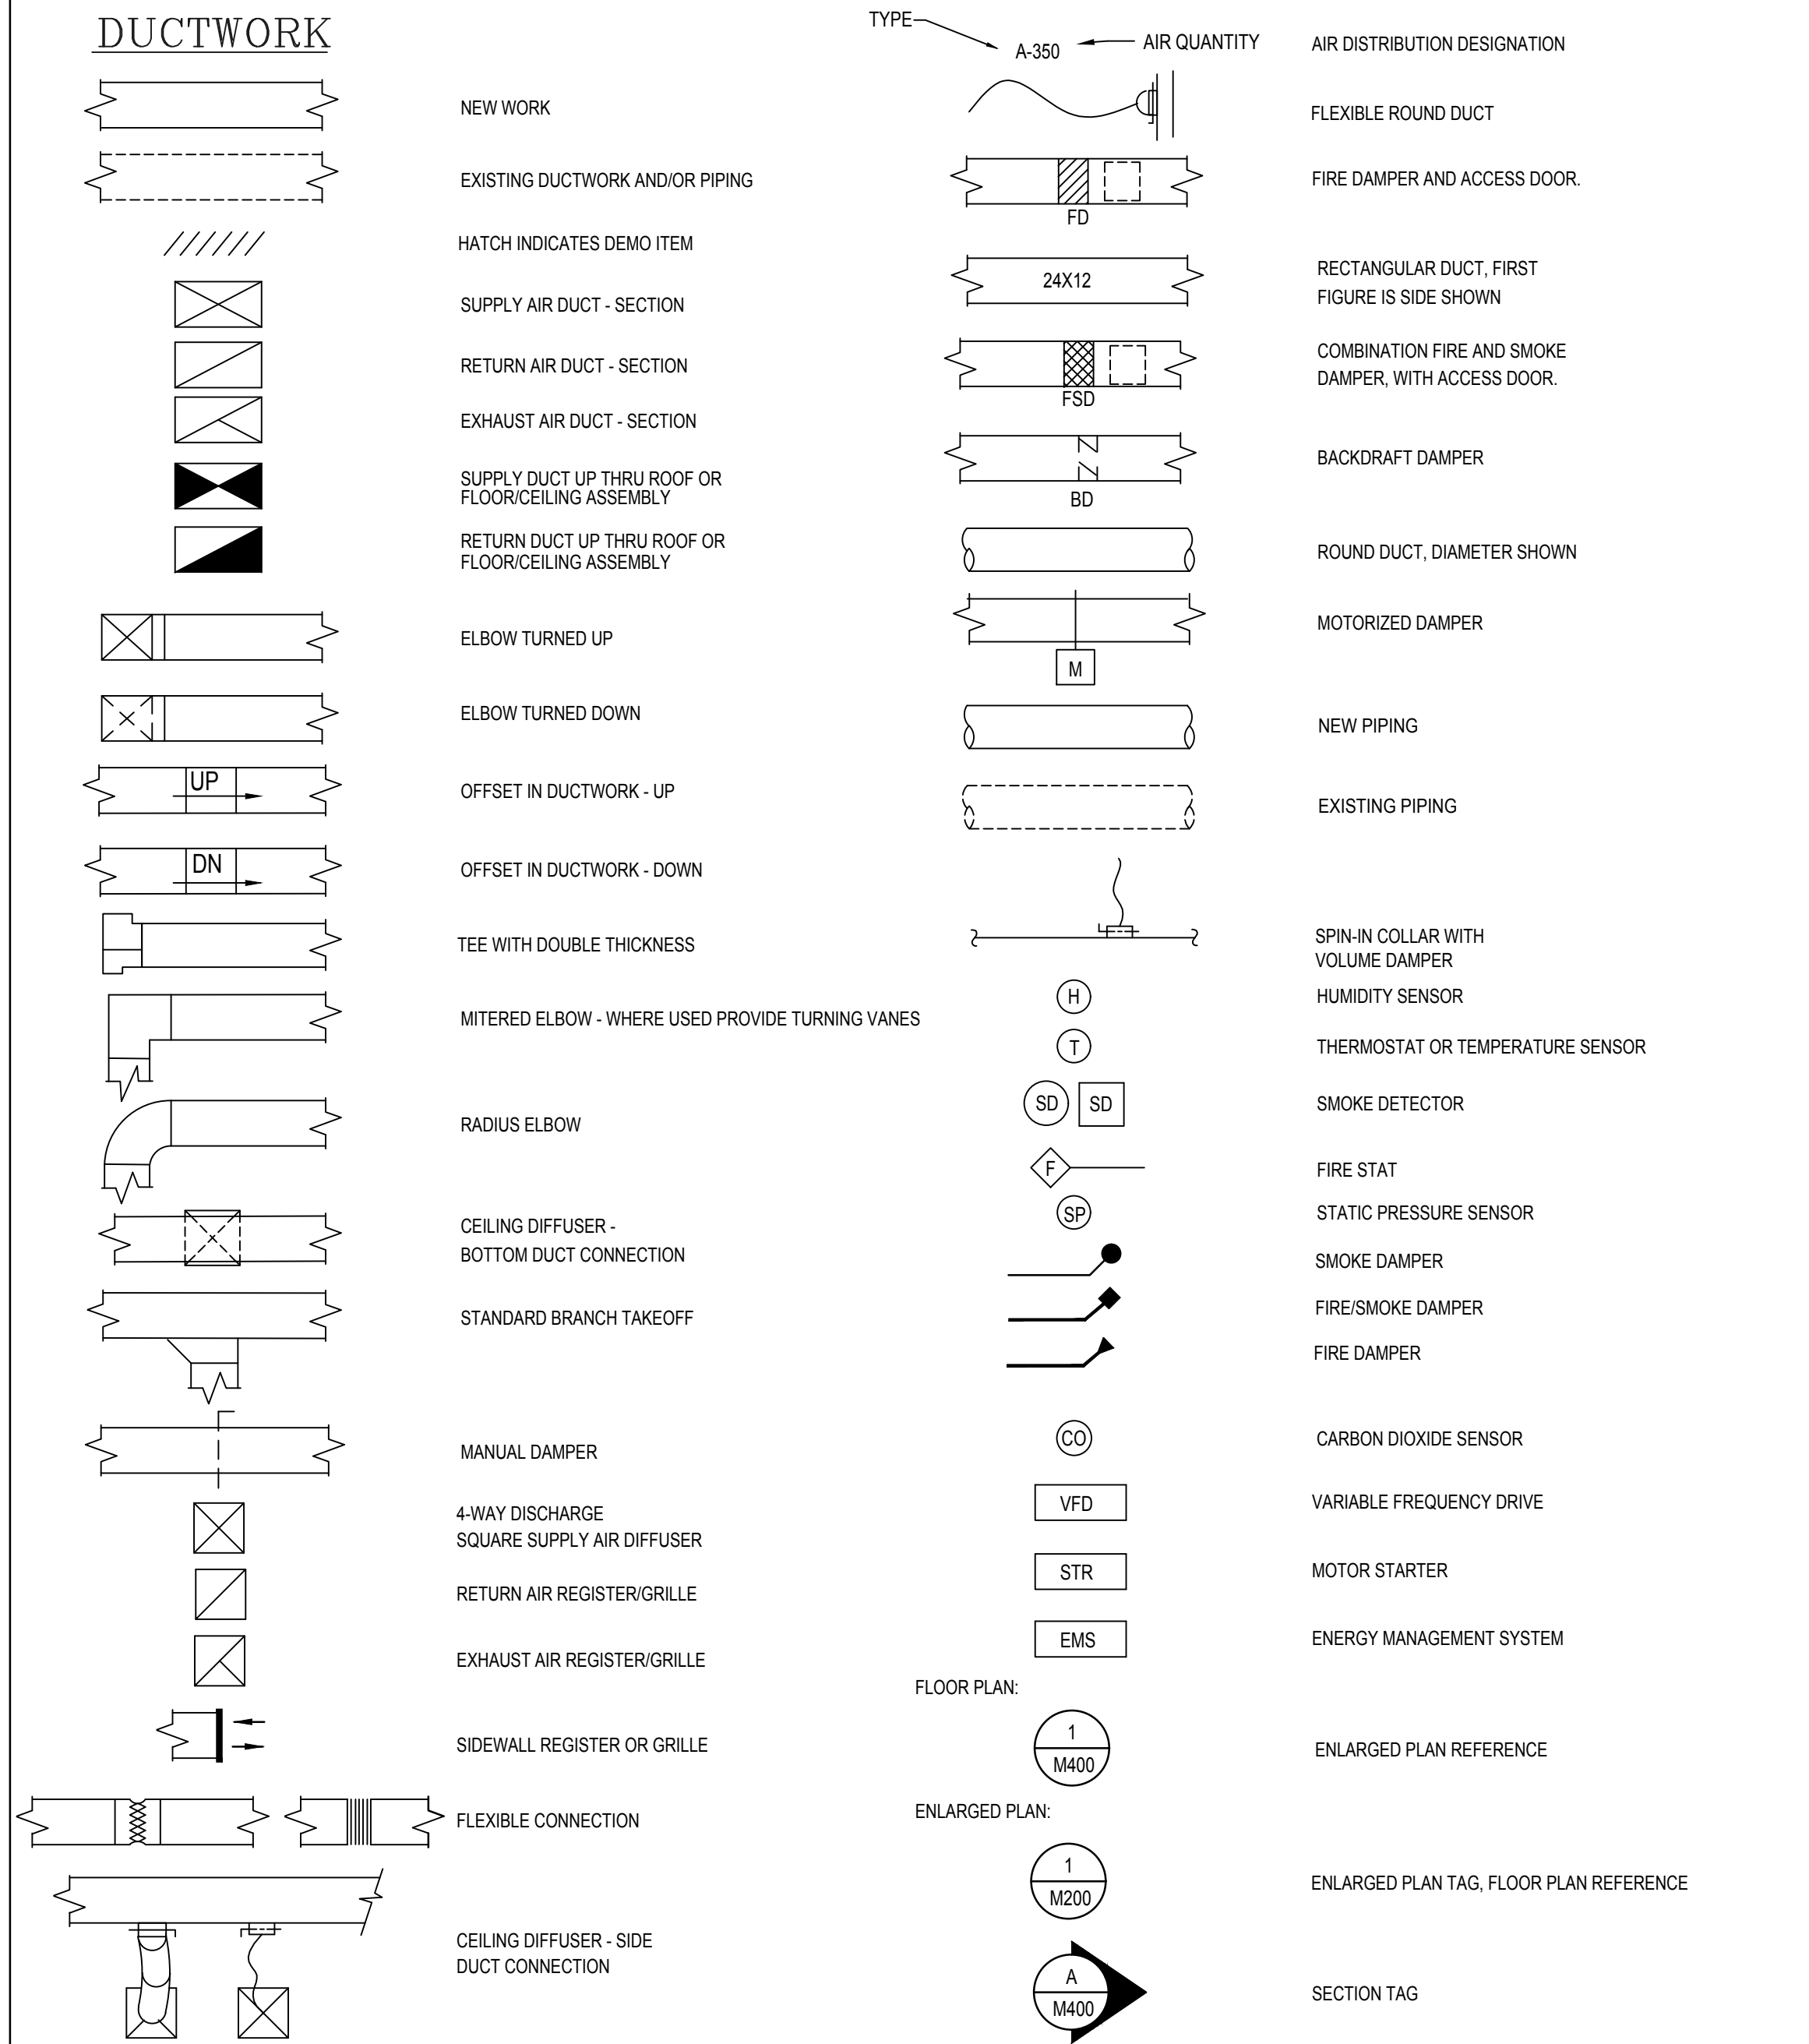 DUCTWORK
NEW WORK
EXISTING DUCTWORK AND/OR PIPING
HATCH INDICATES DEMO ITEM
SUPPLY AIR DUCT - SECTION
RETURN AIR DUCT - SECTION
EXHAUST AIR DUCT - SECTION
SUPPLY DUCT UP THRU ROOF OR
FLOOR/CEILING ASSEMBLY
RETURN DUCT UP THRU ROOF OR
FLOOR/CEILING ASSEMBLY
ELBOW TURNED UP
ELBOW TURNED DOWN
UP
OFFSET IN DUCTWORK - UP
DN
OFFSET IN DUCTWORK - DOWN
TEE WITH DOUBLE THICKNESS
MITERED ELBOW - WHERE USED PROVIDE TURNING VANES
RADIUS ELBOW
CEILING DIFFUSER -
BOTTOM DUCT CONNECTION
STANDARD BRANCH TAKEOFF
MANUAL DAMPER
4-WAY DISCHARGE
SQUARE SUPPLY AIR DIFFUSER
RETURN AIR REGISTER/GRILLE
EXHAUST AIR REGISTER/GRILLE
SIDEWALL REGISTER OR GRILLE
FLEXIBLE CONNECTION
CEILING DIFFUSER - SIDE
DUCT CONNECTION
TYPE
A-350
AIR QUANTITY
AIR DISTRIBUTION DESIGNATION
FLEXIBLE ROUND DUCT
FD
FIRE DAMPER AND ACCESS DOOR.
24X12
RECTANGULAR DUCT, FIRST
FIGURE IS SIDE SHOWN
FSD
COMBINATION FIRE AND SMOKE
DAMPER, WITH ACCESS DOOR.
BD
BACKDRAFT DAMPER
ROUND DUCT, DIAMETER SHOWN
M
MOTORIZED DAMPER
NEW PIPING
EXISTING PIPING
SPIN-IN COLLAR WITH
VOLUME DAMPER
H
HUMIDITY SENSOR
T
THERMOSTAT OR TEMPERATURE SENSOR
SD SD
SMOKE DETECTOR
F
FIRE STAT
SP
STATIC PRESSURE SENSOR
SMOKE DAMPER
FIRE/SMOKE DAMPER
FIRE DAMPER
CO
CARBON DIOXIDE SENSOR
VFD
VARIABLE FREQUENCY DRIVE
STR
MOTOR STARTER
EMS
ENERGY MANAGEMENT SYSTEM
FLOOR PLAN:
1
M400
ENLARGED PLAN REFERENCE
ENLARGED PLAN:
1
M200
ENLARGED PLAN TAG, FLOOR PLAN REFERENCE
A
M400
SECTION TAG